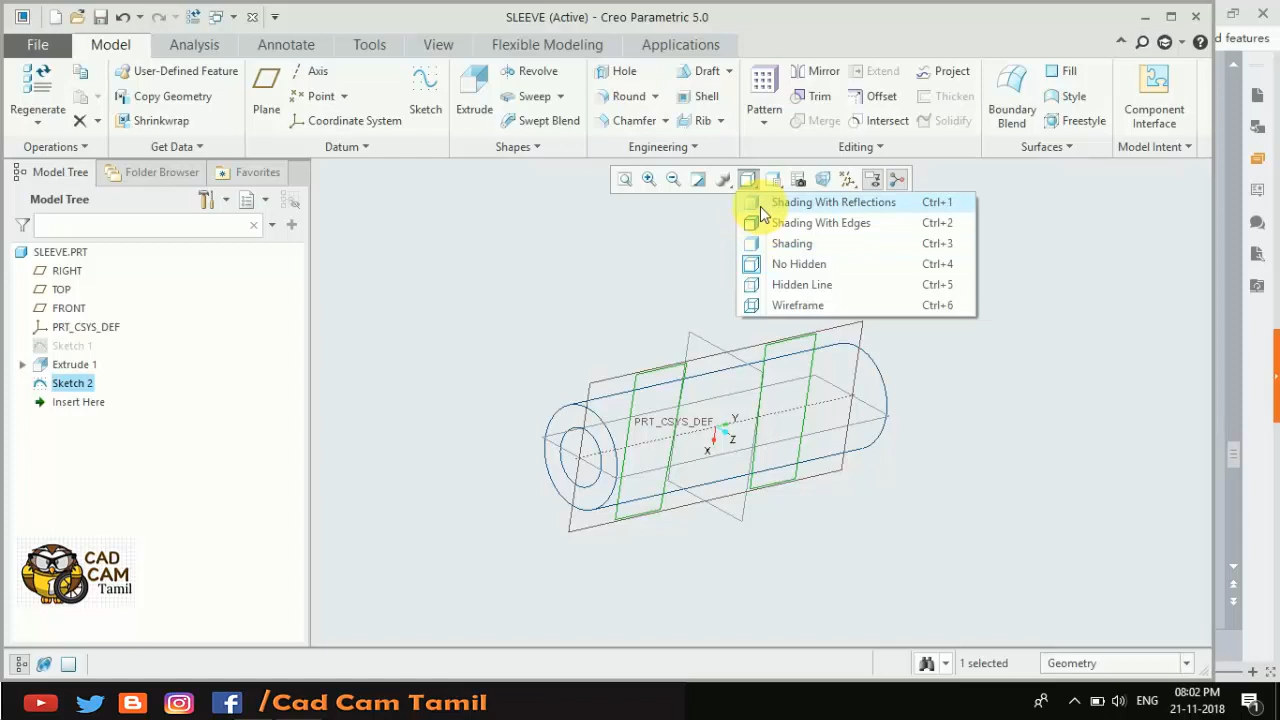 SLEEVE (Active) - Creo Parametric 5.0
File Model Analysis Annotate Tools View Flexible Modeling Applications
d features
Regenerate
User-Defined Feature
Copy Geometry
Shrinkwrap
Plane
Axis
Point
Coordinate System
Sketch
Extrude
Revolve
Sweep
Swept Blend
Hole
Round
Chamfer
Draft
Shell
Rib
Pattern
Mirror
Trim
Merge
Extend
Offset
Intersect
Project
Thicken
Solidify
Boundary
Blend
Fill
Style
Freestyle
Component
Interface
Operations Get Data Datum Shapes Engineering Editing Surfaces Model Intent
Model Tree Folder Browser Favorites
Model Tree
SLEEVE.PRT
RIGHT
TOP
FRONT
PRT_CSYS_DEF
Sketch 1
Extrude 1
Sketch 2
Insert Here
Shading With Reflections Ctrl+1
Shading With Edges Ctrl+2
Shading Ctrl+3
No Hidden Ctrl+4
Hidden Line Ctrl+5
Wireframe Ctrl+6
PRT_CSYS_DEF
Y
Z
X
CAD
CAM
Tamil
1 selected
Geometry
/Cad Cam Tamil
ENG
08:02 PM
21-11-2018
1